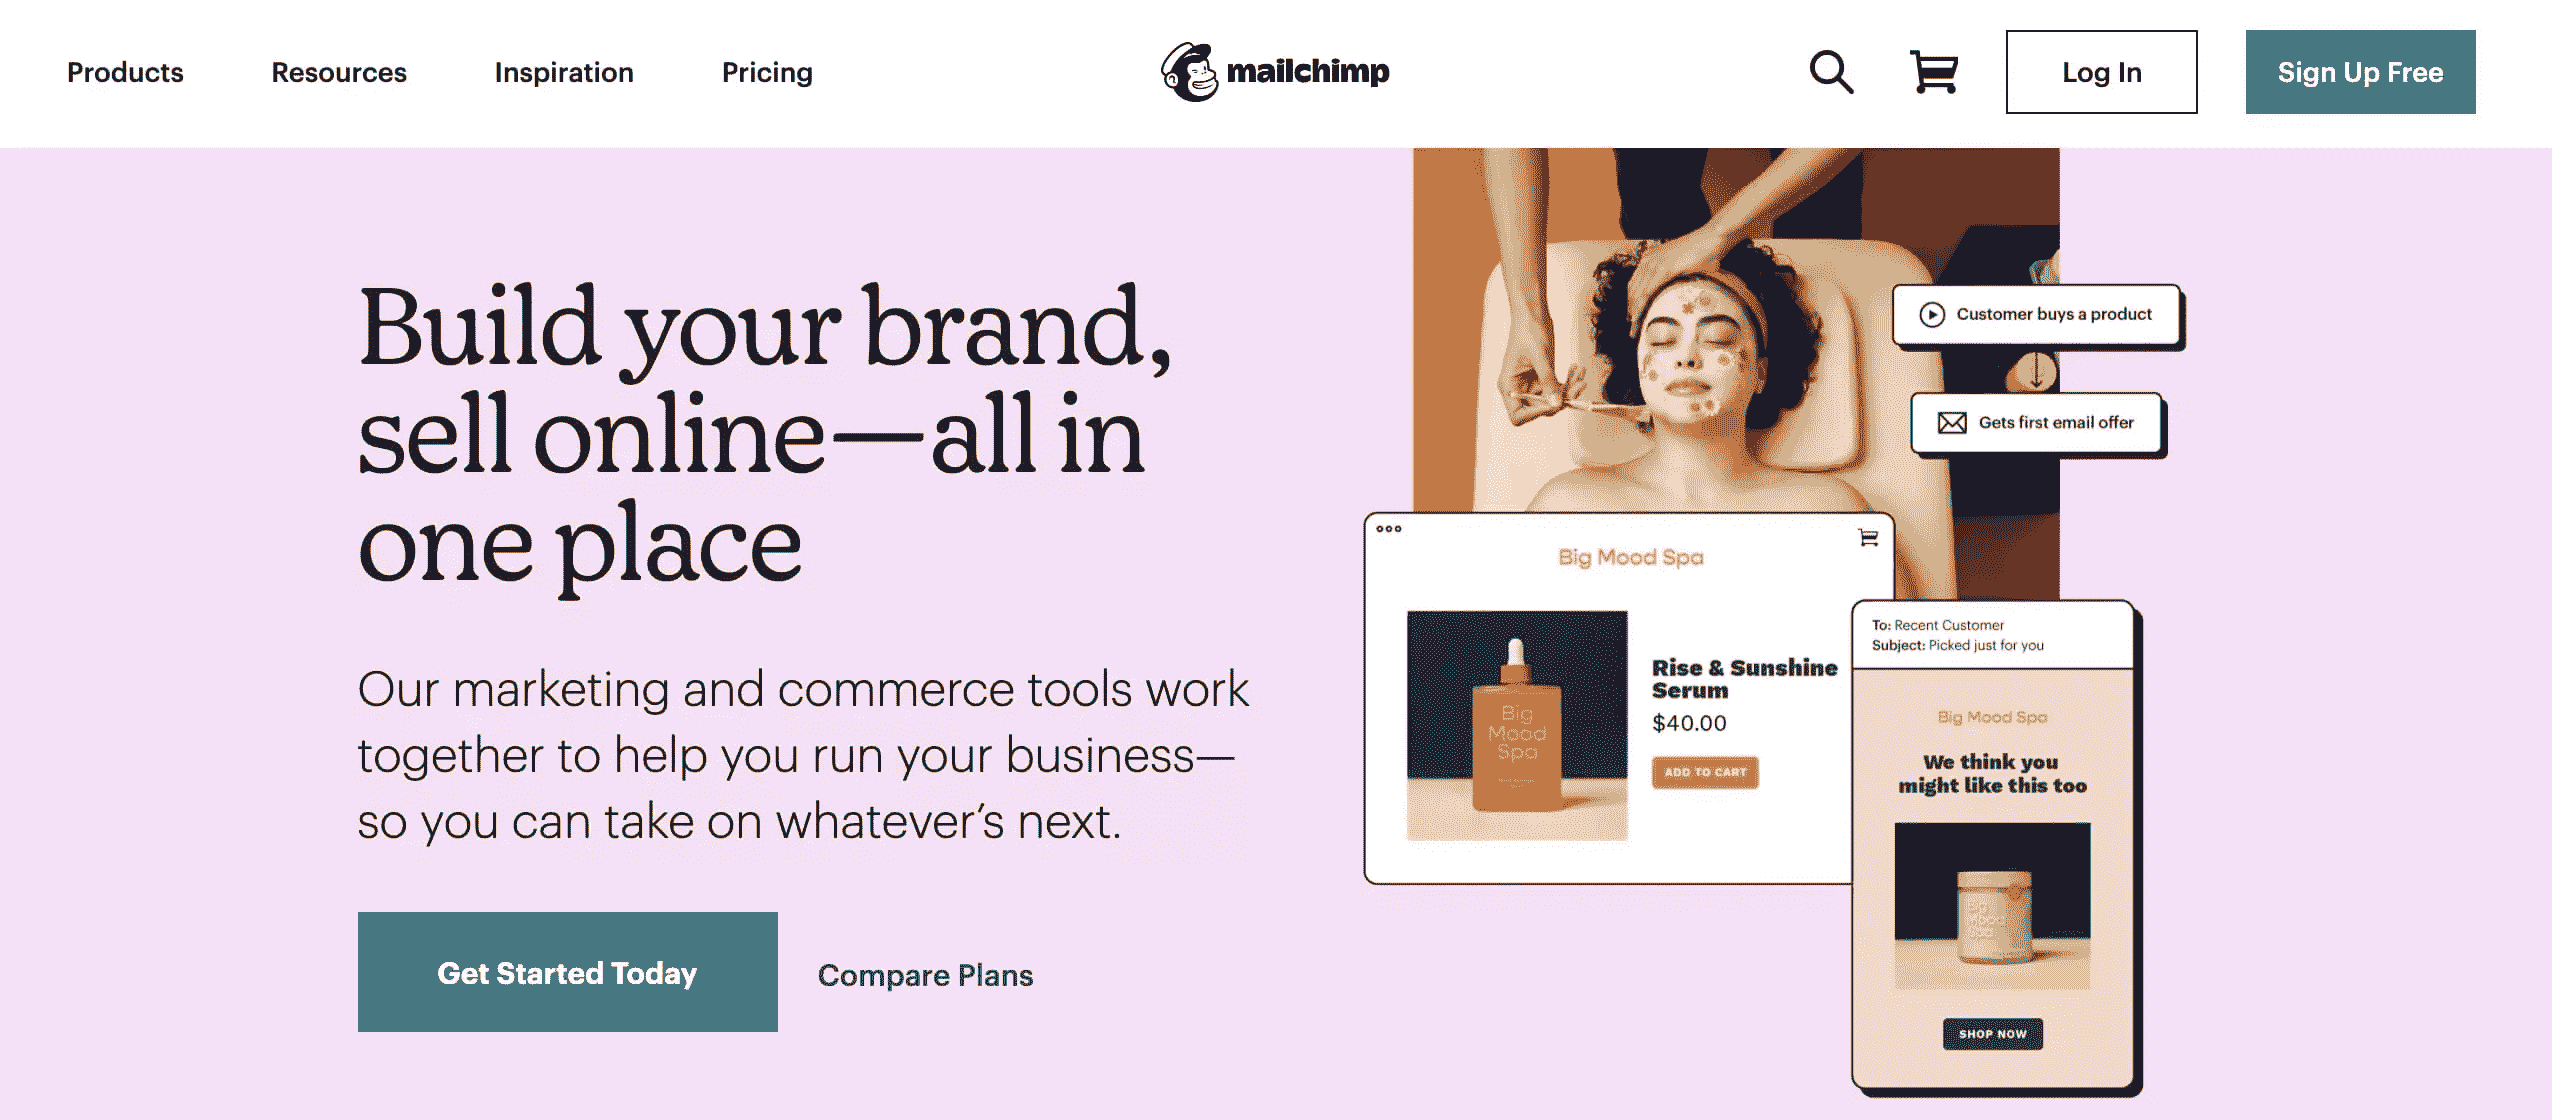 Products
Resources
Inspiration
Pricing
mailchimp
Log In
Sign Up Free
Build your brand,
sell online—all in
one place
Our marketing and commerce tools work
together to help you run your business—
so you can take on whatever’s next.
Get Started Today
Compare Plans
Customer buys a product
Gets first email offer
Big Mood Spa
Big
Mood
Spa
Rise & Sunshine
Serum
$40.00
ADD TO CART
To: Recent Customer
Subject: Picked just for you
Big Mood Spa
We think you
might like this too
Big
Mood
Spa
SHOP NOW